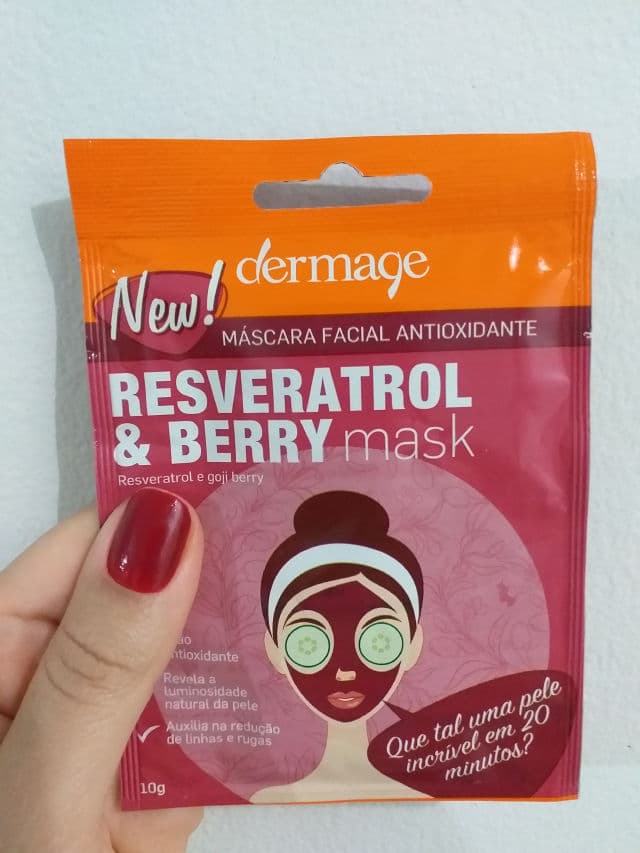 New!
dermage
MÁSCARA FACIAL ANTIOXIDANTE
RESVERATROL
& BERRY mask
Resveratrol e goji berry
Revela a
luminosidade
natural da pele
Auxilia na redução
de linhas e rugas
Que tal uma pele
incrível em 20
minutos?
10g